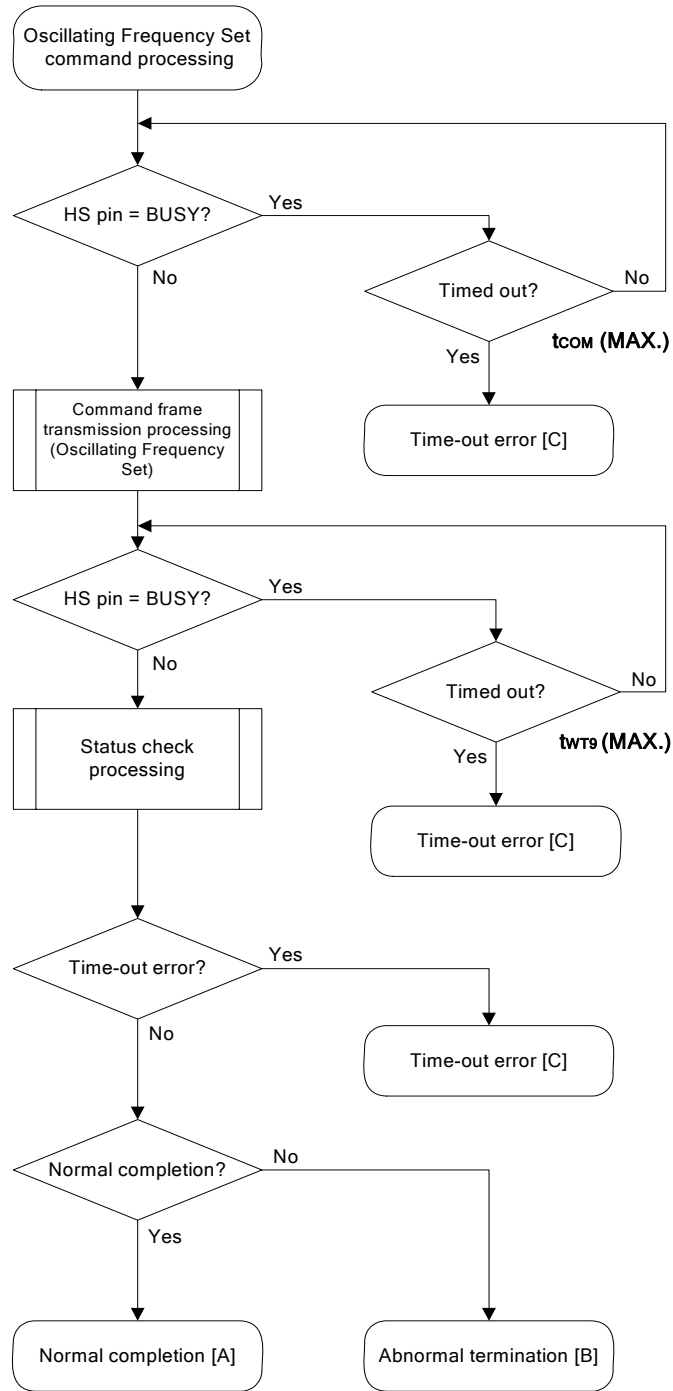 Oscillating Frequency Set
command processing
HS pin = BUSY?
Yes
No
Timed out?
No
tCOM (MAX.)
Yes
Time-out error [C]
Command frame
transmission processing
(Oscillating Frequency
Set)
HS pin = BUSY?
Yes
No
Timed out?
No
tWT9 (MAX.)
Yes
Time-out error [C]
Status check
processing
Time-out error?
Yes
No
Time-out error [C]
Normal completion?
No
Yes
Normal completion [A]
Abnormal termination [B]